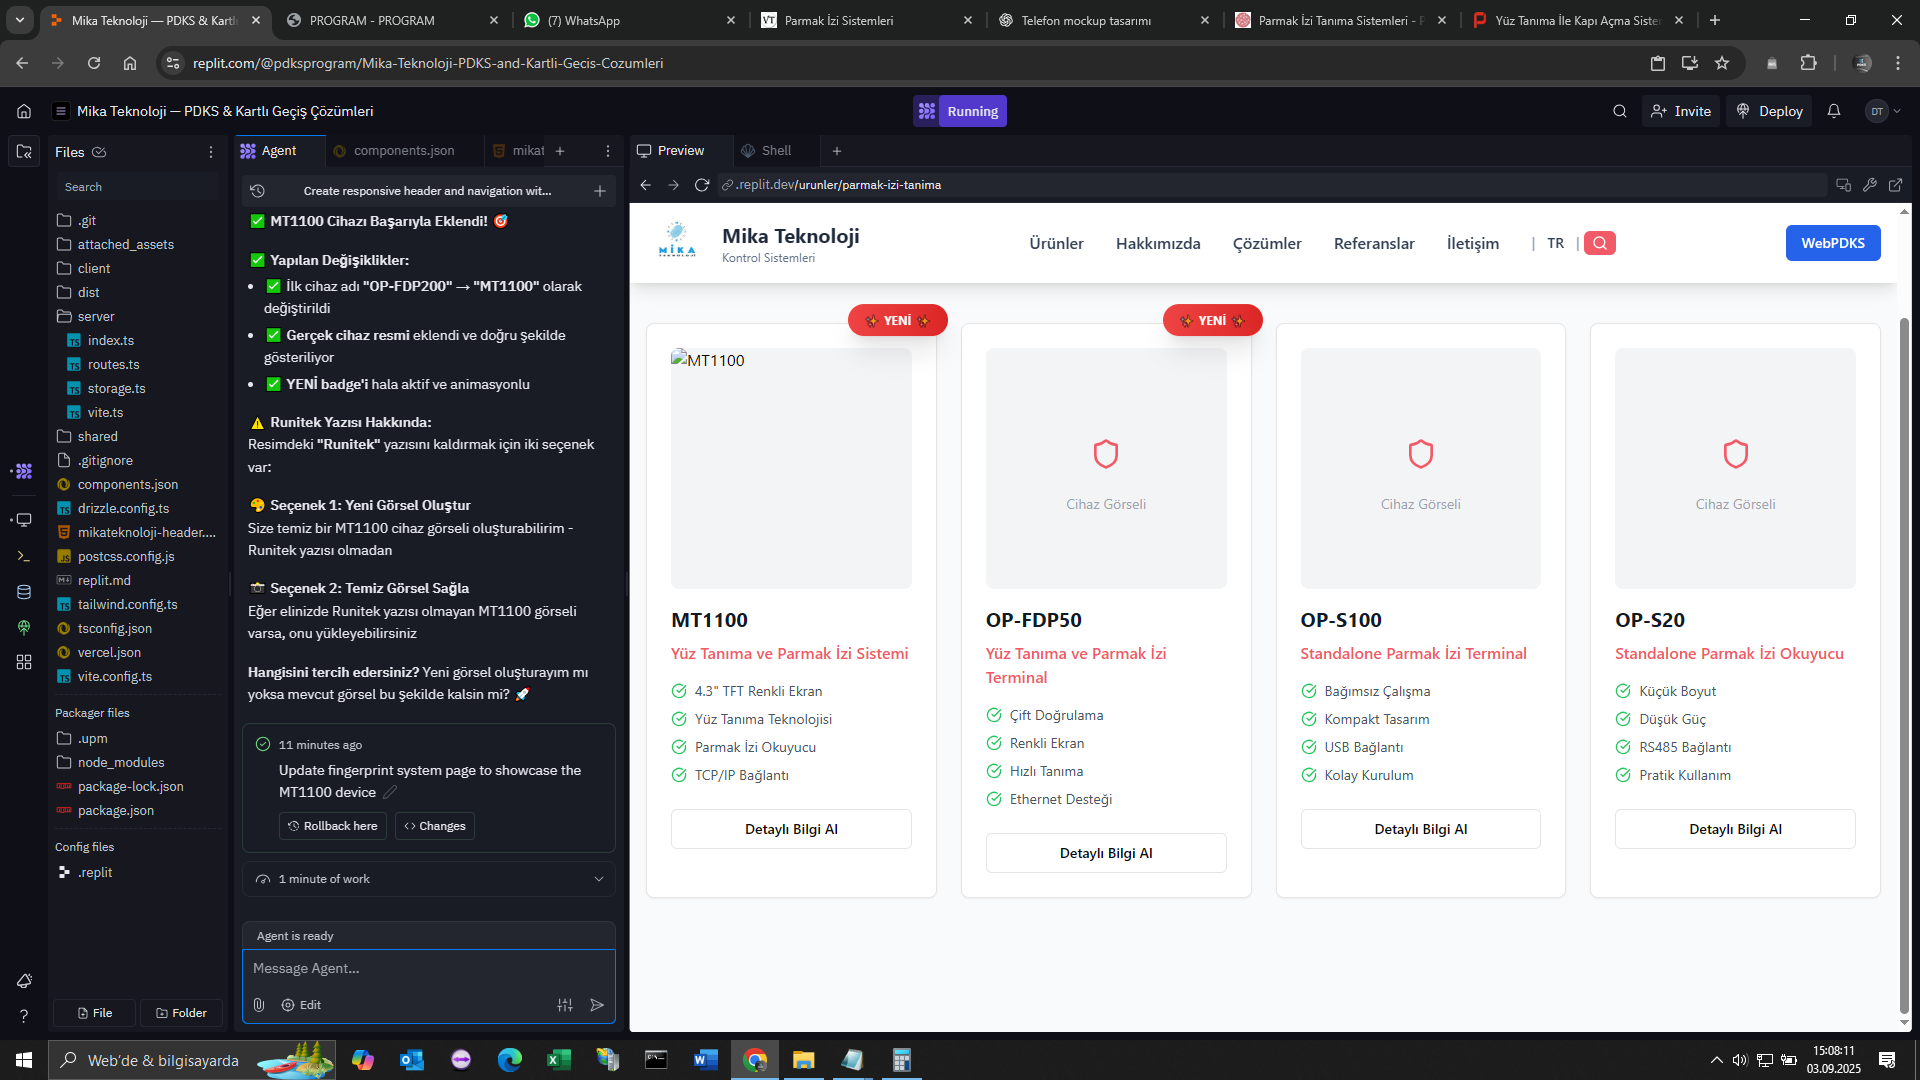 Mika Teknoloji — PDKS & Kartlı
PROGRAM - PROGRAM
(7) WhatsApp
Parmak İzi Sistemleri
Telefon mockup tasarımı
Parmak İzi Tanıma Sistemleri - P
Yüz Tanıma İle Kapı Açma Siste
replit.com/@pdksprogram/Mika-Teknoloji-PDKS-and-Kartli-Gecis-Cozumleri
Mika Teknoloji — PDKS & Kartlı Geçiş Çözümleri
Running
Invite
Deploy
DT
Files
Search
.git
attached_assets
client
dist
server
index.ts
routes.ts
storage.ts
vite.ts
shared
.gitignore
components.json
drizzle.config.ts
mikateknoloji-header....
postcss.config.js
replit.md
tailwind.config.ts
tsconfig.json
vercel.json
vite.config.ts
Packager files
.upm
node_modules
package-lock.json
package.json
Config files
.replit
File
Folder
Agent
components.json
mikat
Create responsive header and navigation wit...
MT1100 Cihazı Başarıyla Eklendi!
Yapılan Değişiklikler:
İlk cihaz adı "OP-FDP200" → "MT1100" olarak
değiştirildi
Gerçek cihaz resmi eklendi ve doğru şekilde
gösteriliyor
YENİ badge'i hala aktif ve animasyonlu
Runitek Yazısı Hakkında:
Resimdeki "Runitek" yazısını kaldırmak için iki seçenek
var:
Seçenek 1: Yeni Görsel Oluştur
Size temiz bir MT1100 cihaz görseli oluşturabilirim -
Runitek yazısı olmadan
Seçenek 2: Temiz Görsel Sağla
Eğer elinizde Runitek yazısı olmayan MT1100 görseli
varsa, onu yükleyebilirsiniz
Hangisini tercih edersiniz? Yeni görsel oluşturayım mı
yoksa mevcut görsel bu şekilde kalsin mi?
11 minutes ago
Update fingerprint system page to showcase the
MT1100 device
Rollback here
Changes
1 minute of work
Agent is ready
Message Agent...
Edit
Preview
Shell
.replit.dev/urunler/parmak-izi-tanima
MİKA
Mika Teknoloji
Kontrol Sistemleri
Ürünler
Hakkımızda
Çözümler
Referanslar
İletişim
| TR |
WebPDKS
YENİ
YENİ
MT1100
Cihaz Görseli
Cihaz Görseli
Cihaz Görseli
MT1100
Yüz Tanıma ve Parmak İzi Sistemi
4.3" TFT Renkli Ekran
Yüz Tanıma Teknolojisi
Parmak İzi Okuyucu
TCP/IP Bağlantı
Detaylı Bilgi Al
OP-FDP50
Yüz Tanıma ve Parmak İzi
Terminal
Çift Doğrulama
Renkli Ekran
Hızlı Tanıma
Ethernet Desteği
Detaylı Bilgi Al
OP-S100
Standalone Parmak İzi Terminal
Bağımsız Çalışma
Kompakt Tasarım
USB Bağlantı
Kolay Kurulum
Detaylı Bilgi Al
OP-S20
Standalone Parmak İzi Okuyucu
Küçük Boyut
Düşük Güç
RS485 Bağlantı
Pratik Kullanım
Detaylı Bilgi Al
Web'de & bilgisayarda
15:08:11
03.09.2025